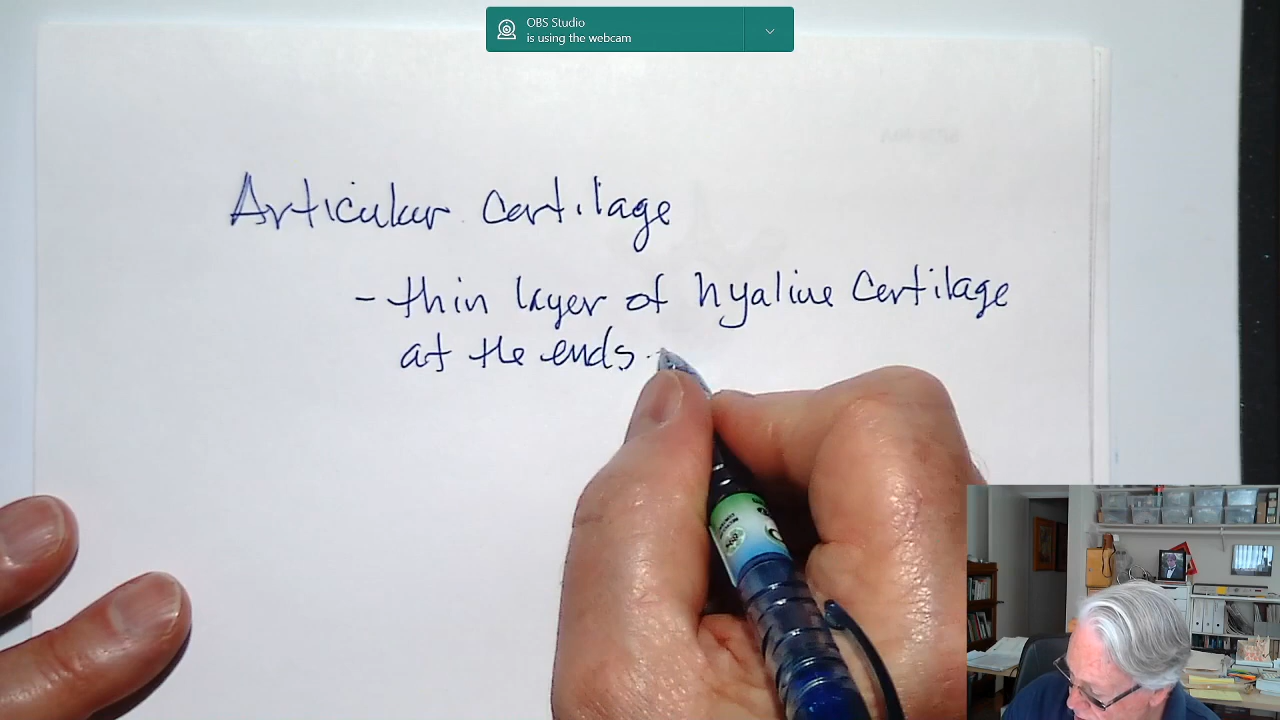 OBS Studio
is using the webcam
Articular Cartilage
- thin layer of hyaline Cartilage
at the ends